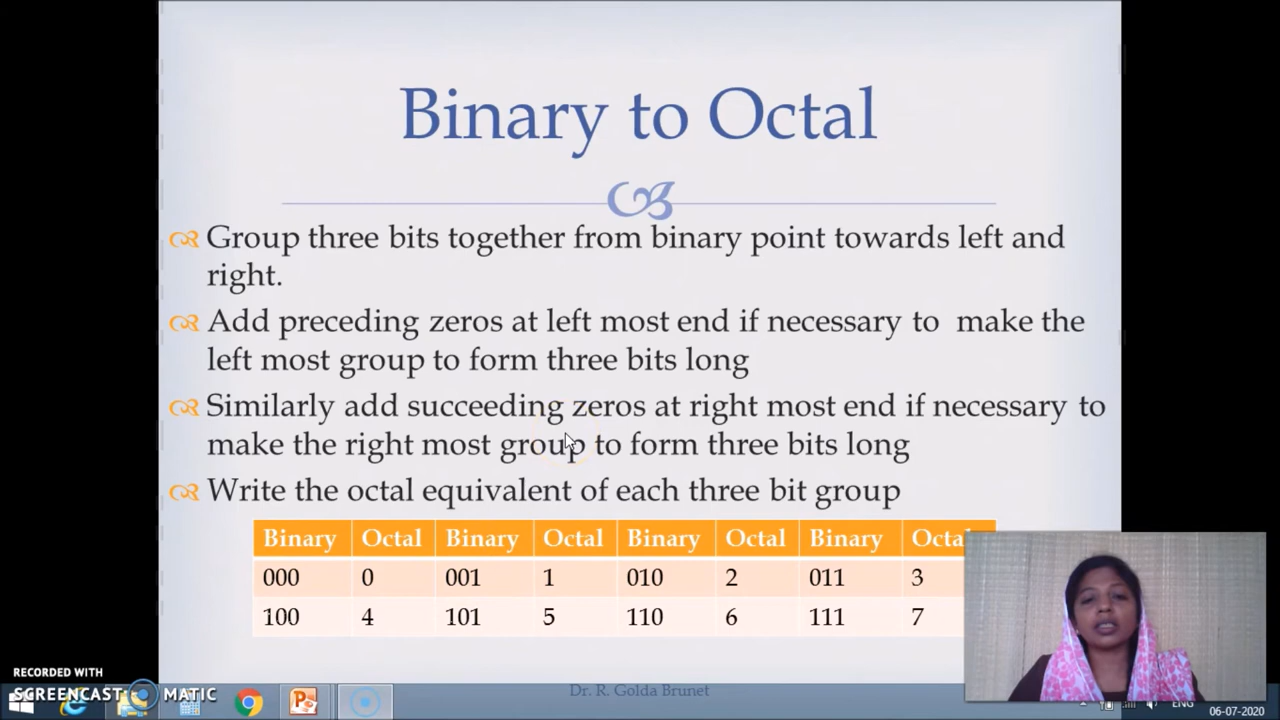 Binary to Octal
Group three bits together from binary point towards left and
right.
Add preceding zeros at left most end if necessary to make the
left most group to form three bits long
Similarly add succeeding zeros at right most end if necessary to
make the right most group to form three bits long
Write the octal equivalent of each three bit group
Binary Octal Binary Octal Binary Octal Binary
000 0 001 1 010 2 011 3
100 4 101 5 110 6 111 7
RECORDED WITH
SCREENCAST MATIC
Dr. R. Golda Brunet
ENG
06-07-2020